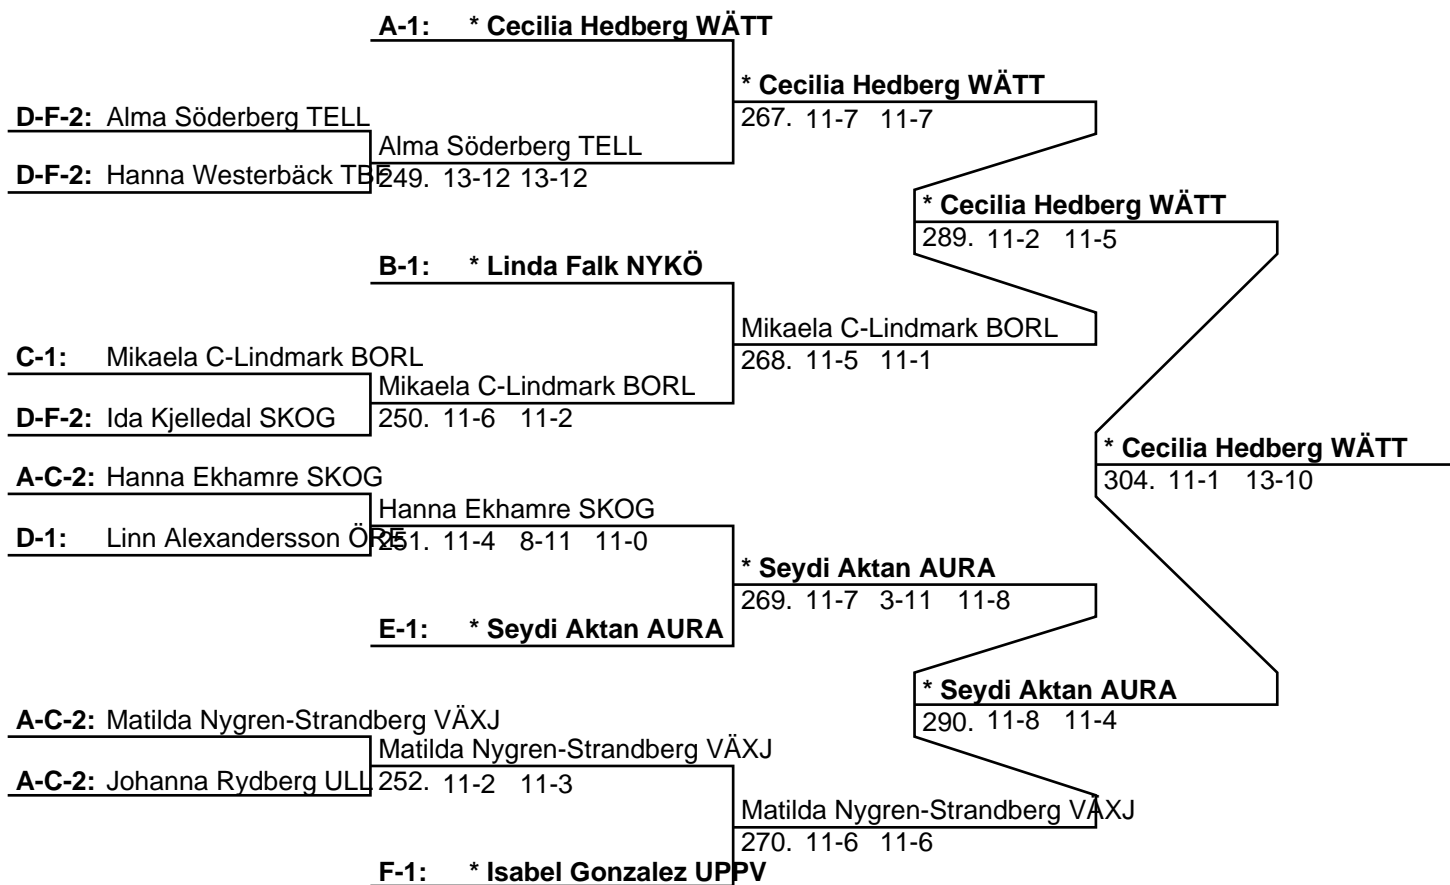 A-1: * Cecilia Hedberg WÄTT
* Cecilia Hedberg WÄTT
267. 11-7 11-7
D-F-2: Alma Söderberg TELL
Alma Söderberg TELL
D-F-2: Hanna Westerbäck TBF
249. 13-12 13-12
* Cecilia Hedberg WÄTT
289. 11-2 11-5
B-1: * Linda Falk NYKÖ
Mikaela C-Lindmark BORL
268. 11-5 11-1
C-1: Mikaela C-Lindmark BORL
Mikaela C-Lindmark BORL
D-F-2: Ida Kjelledal SKOG
250. 11-6 11-2
* Cecilia Hedberg WÄTT
304. 11-1 13-10
A-C-2: Hanna Ekhamre SKOG
Hanna Ekhamre SKOG
D-1: Linn Alexandersson ÖRE
251. 11-4 8-11 11-0
* Seydi Aktan AURA
269. 11-7 3-11 11-8
E-1: * Seydi Aktan AURA
* Seydi Aktan AURA
290. 11-8 11-4
A-C-2: Matilda Nygren-Strandberg VÄXJ
Matilda Nygren-Strandberg VÄXJ
A-C-2: Johanna Rydberg ULL
252. 11-2 11-3
Matilda Nygren-Strandberg VÄXJ
270. 11-6 11-6
F-1: * Isabel Gonzalez UPPV